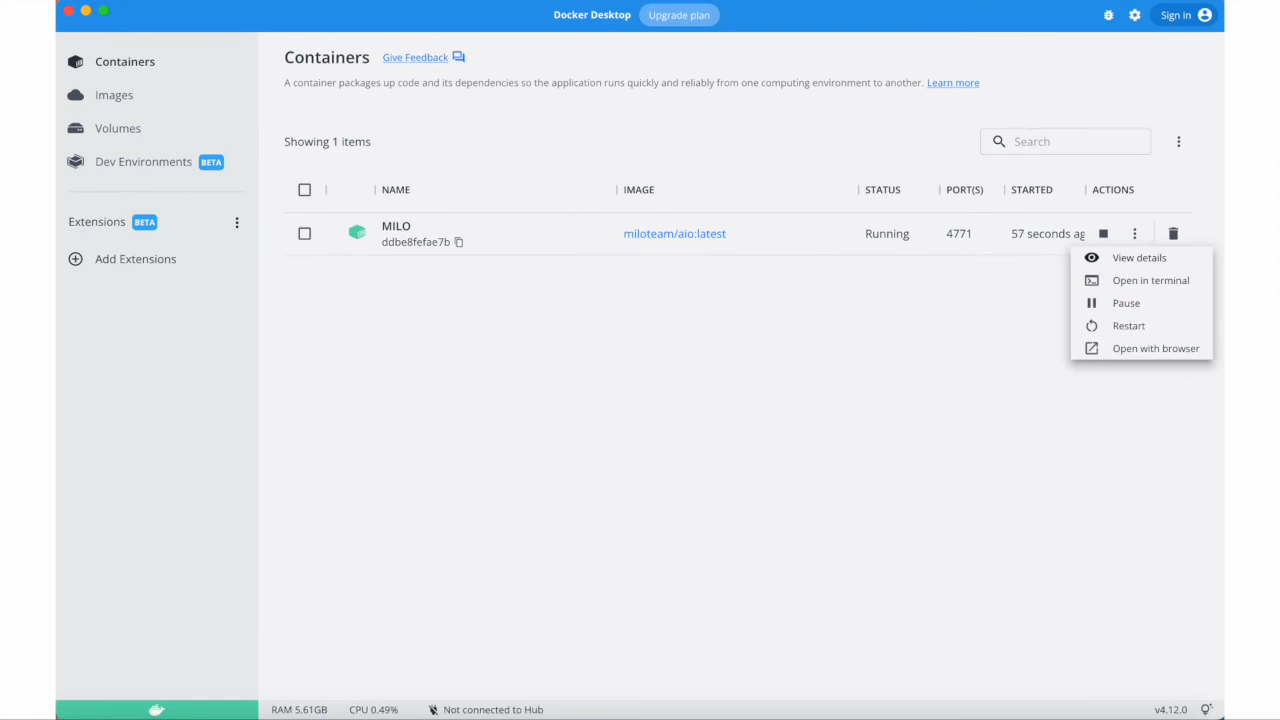 Docker Desktop Upgrade plan Sign in
Containers
Images
Volumes
Dev Environments BETA
Extensions BETA
Add Extensions
Containers Give Feedback
A container packages up code and its dependencies so the application runs quickly and reliably from one computing environment to another. Learn more
Showing 1 items Search
NAME IMAGE STATUS PORT(S) STARTED ACTIONS
MILO
ddbe8fefae7b
miloteam/aio:latest Running 4771 57 seconds ag
View details
Open in terminal
Pause
Restart
Open with browser
RAM 5.61GB CPU 0.49% Not connected to Hub v4.12.0